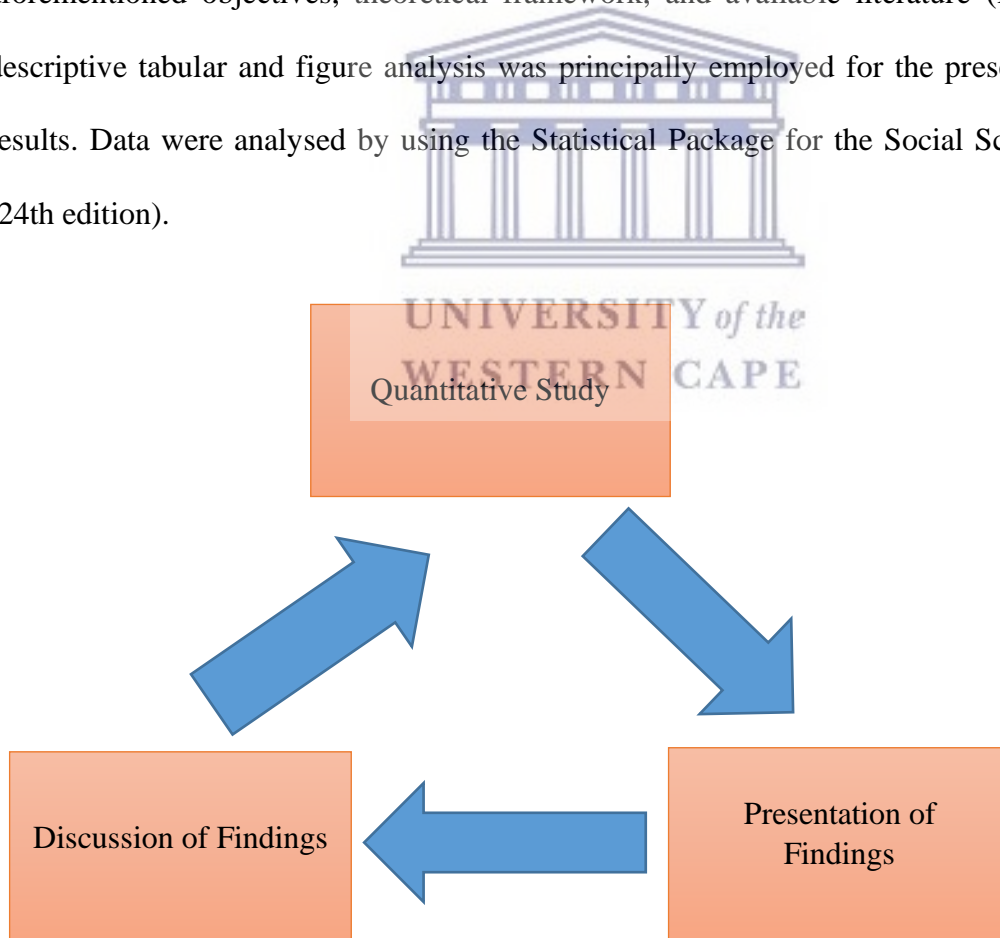 aforementioned objectives, theoretical framework, and available literature
descriptive tabular and figure analysis was principally employed for the
results. Data were analysed by using the Statistical Package for the Social
24th edition).
UNIVERSITY of the
WESTERN CAPE
Quantitative Study
Presentation of
Findings
Discussion of Findings